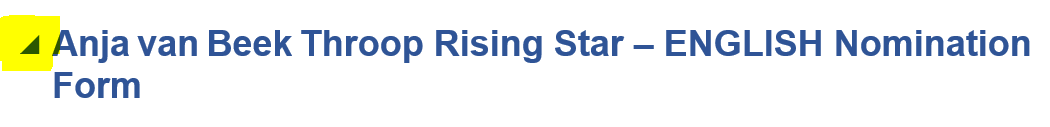 Anja van Beek Throop Rising Star – ENGLISH Nomination
Form